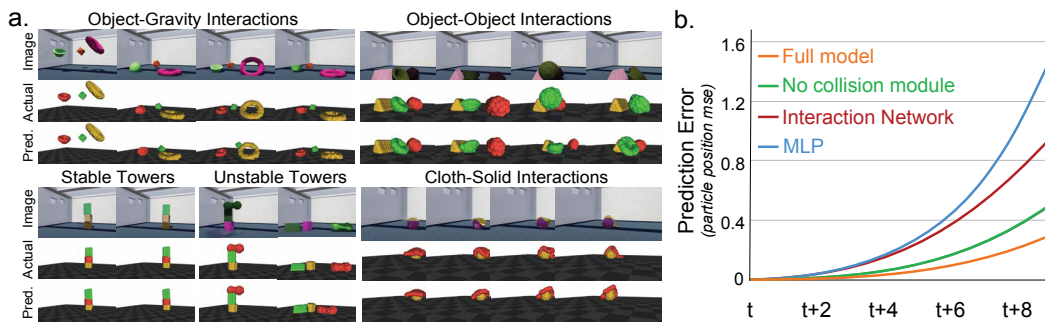 a.
Object-Gravity Interactions
Object-Object Interactions
Image
Actual
Pred.
Stable Towers
Unstable Towers
Cloth-Solid Interactions
Image
Actual
Pred.
b.
Prediction Error
(particle position mse)
1.6
1.2
0.8
0.4
0
Full model
No collision module
Interaction Network
MLP
t
t+2
t+4
t+6
t+8